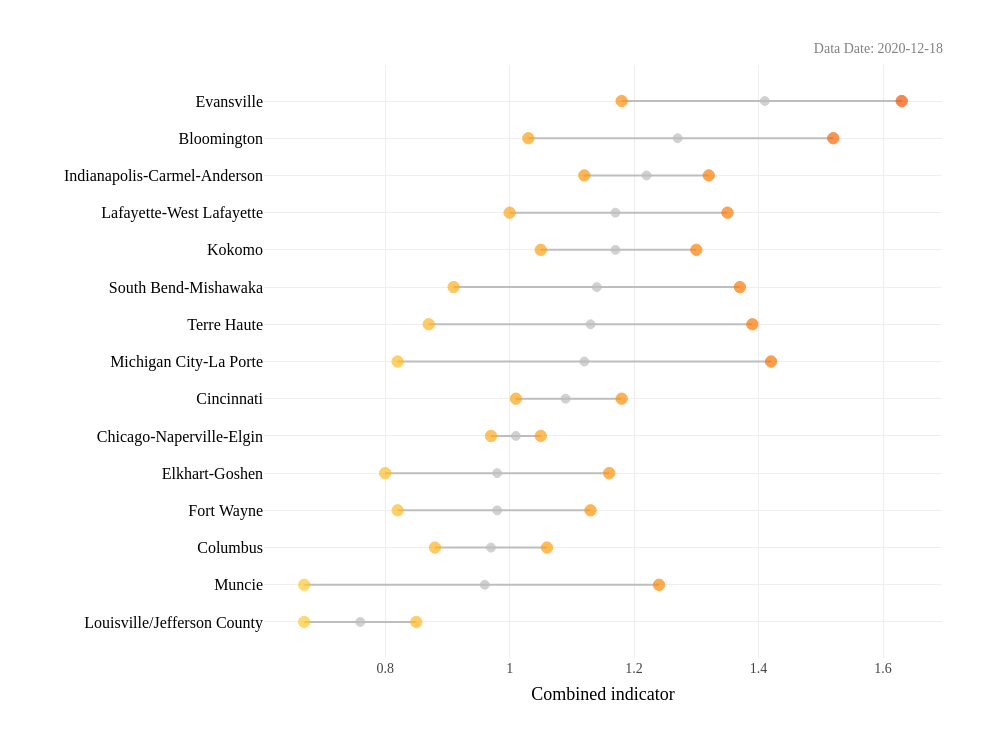 Data Date: 2020-12-18
Evansville
Bloomington
Indianapolis-Carmel-Anderson
Lafayette-West Lafayette
Kokomo
South Bend-Mishawaka
Terre Haute
Michigan City-La Porte
Cincinnati
Chicago-Naperville-Elgin
Elkhart-Goshen
Fort Wayne
Columbus
Muncie
Louisville/Jefferson County
0.8 1 1.2 1.4 1.6
Combined indicator